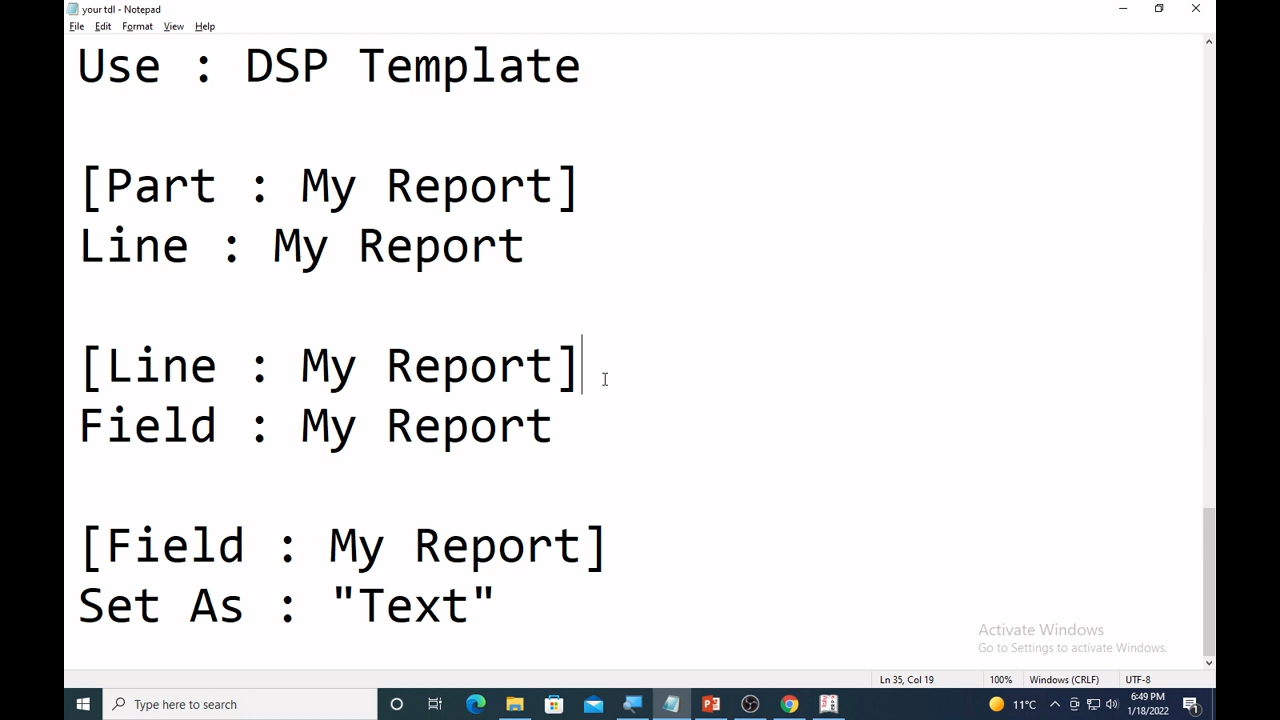 your tdl - Notepad
File Edit Format View Help
Use : DSP Template
[Part : My Report]
Line : My Report
[Line : My Report]
Field : My Report
[Field : My Report]
Set As : "Text"
Activate Windows
Go to Settings to activate Windows.
Ln 35, Col 19 100% Windows (CRLF) UTF-8
Type here to search
11°C
6:49 PM
1/18/2022